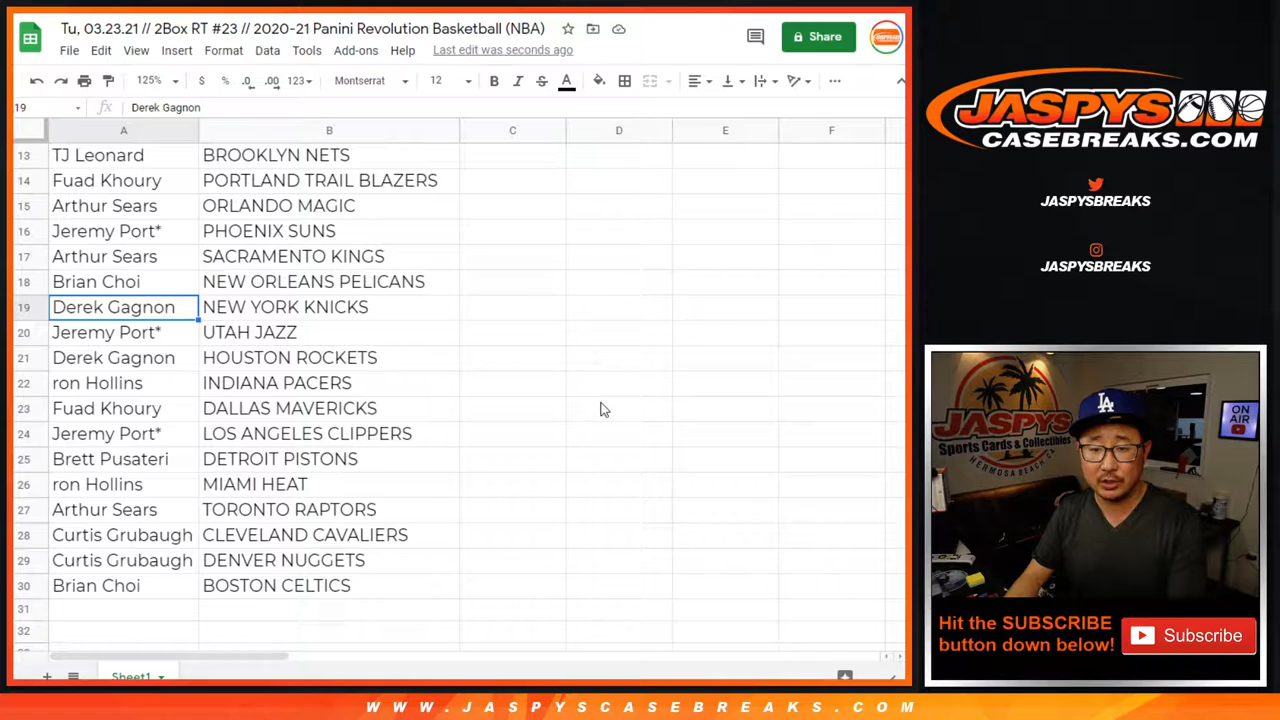 Tu, 03.23.21 // 2Box RT #23 // 2020-21 Panini Revolution Basketball (NBA)
File Edit View Insert Format Data Tools Add-ons Help Last edit was seconds ago
Share
125% $ % .0 .00 123 Montserrat 12 B I S A
19 fx Derek Gagnon
A B C D E F
13 TJ Leonard BROOKLYN NETS
14 Fuad Khoury PORTLAND TRAIL BLAZERS
15 Arthur Sears ORLANDO MAGIC
16 Jeremy Port* PHOENIX SUNS
17 Arthur Sears SACRAMENTO KINGS
18 Brian Choi NEW ORLEANS PELICANS
19 Derek Gagnon NEW YORK KNICKS
20 Jeremy Port* UTAH JAZZ
21 Derek Gagnon HOUSTON ROCKETS
22 ron Hollins INDIANA PACERS
23 Fuad Khoury DALLAS MAVERICKS
24 Jeremy Port* LOS ANGELES CLIPPERS
25 Brett Pusateri DETROIT PISTONS
26 ron Hollins MIAMI HEAT
27 Arthur Sears TORONTO RAPTORS
28 Curtis Grubaugh CLEVELAND CAVALIERS
29 Curtis Grubaugh DENVER NUGGETS
30 Brian Choi BOSTON CELTICS
31
32
Sheet1
JASPYS
CASEBREAKS.COM
JASPYSBREAKS
JASPYSBREAKS
JASPYS
Sports Cards & Collectibles
HERMOSA BEACH, CA
LA
ON AIR
Hit the SUBSCRIBE
button down below!
Subscribe
WWW.JASPYSCASEBREAKS.COM